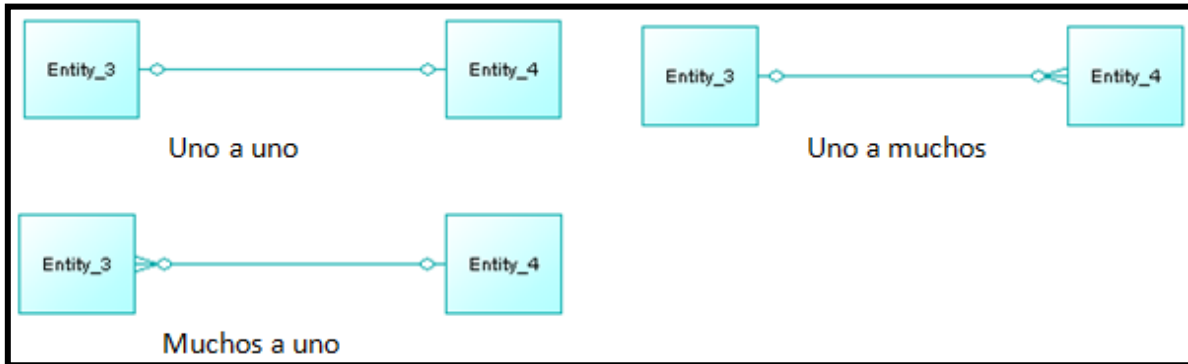 Entity_3
Entity_4
Uno a uno
Entity_3
Entity_4
Uno a muchos
Entity_3
Entity_4
Muchos a uno